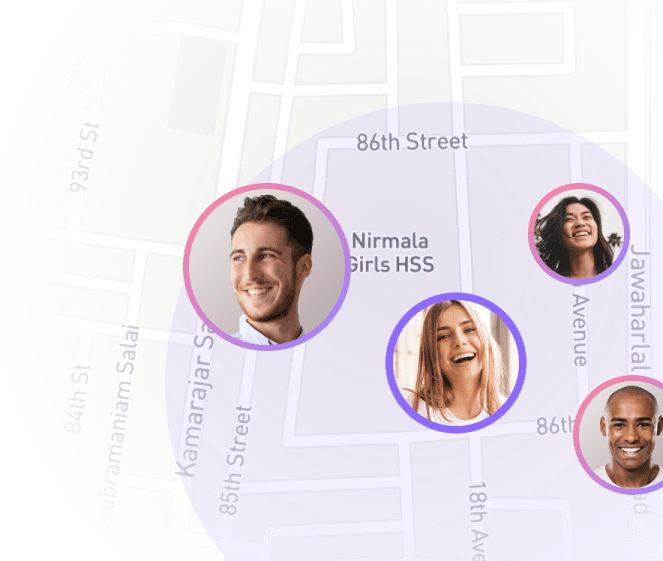 86th Street
93rd St
Nirmala
Girls HSS
Jawaharlal
Avenue
Kamarajar Sa
subramaniam Salai
84th St
85th Street
86th
18th Ave
ad